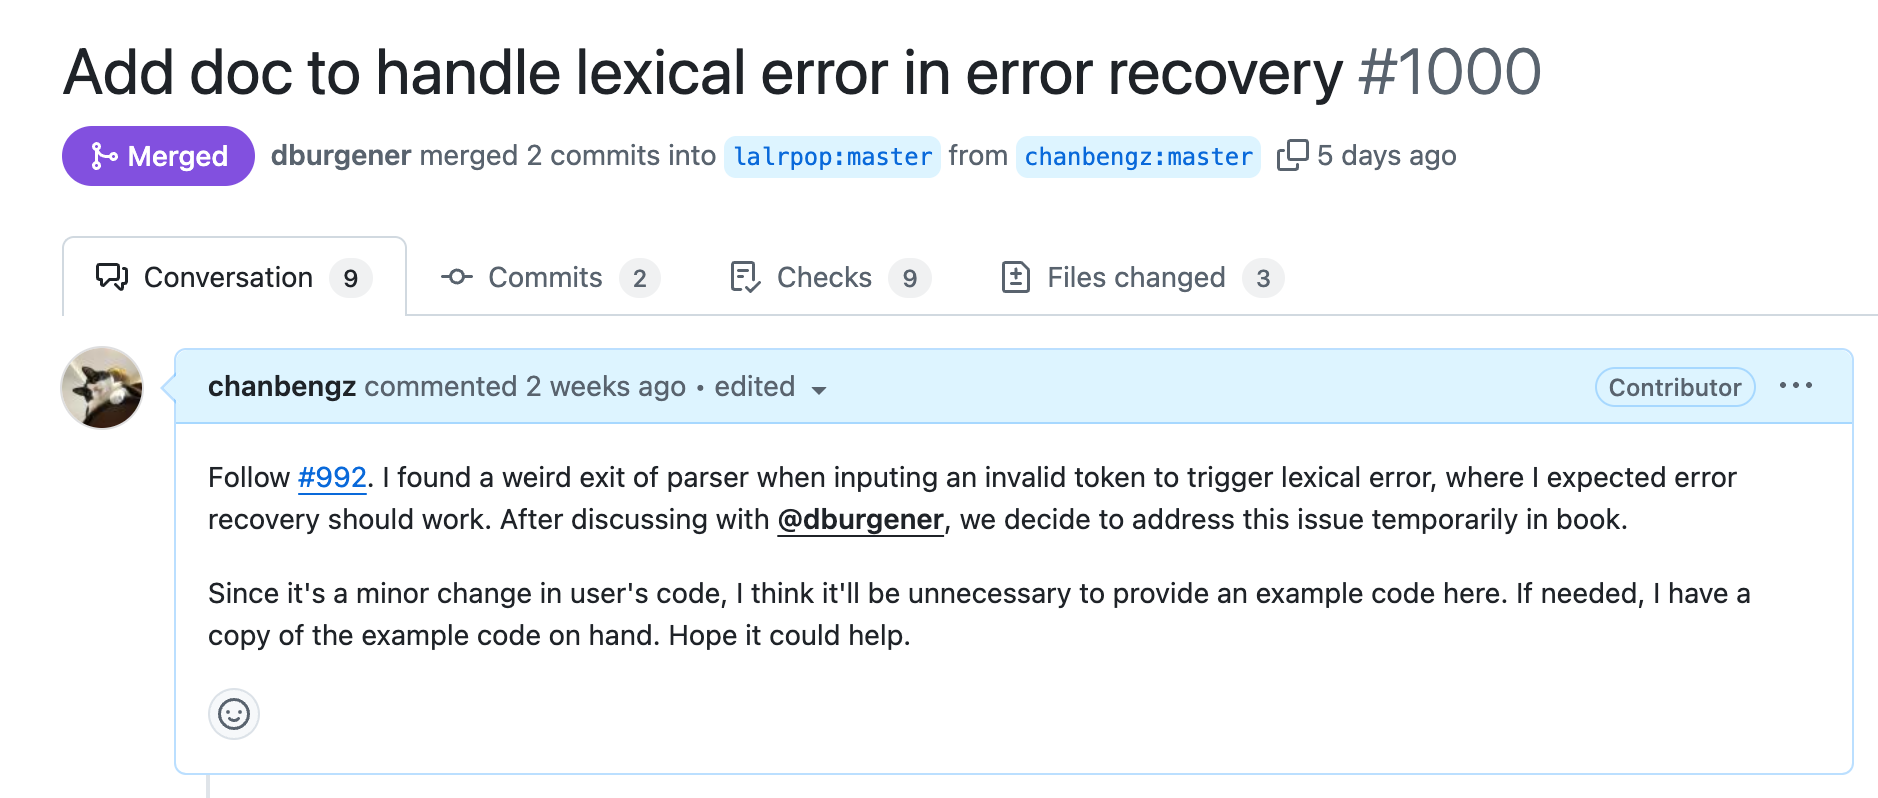 Add doc to handle lexical error in error recovery #1000
Merged dburgener merged 2 commits into lalrpop:master from chanbengz:master 5 days ago
Conversation 9 Commits 2 Checks 9 Files changed 3
chanbengz commented 2 weeks ago • edited Contributor
Follow #992. I found a weird exit of parser when inputing an invalid token to trigger lexical error, where I expected error
recovery should work. After discussing with @dburgener, we decide to address this issue temporarily in book.
Since it's a minor change in user's code, I think it'll be unnecessary to provide an example code here. If needed, I have a
copy of the example code on hand. Hope it could help.